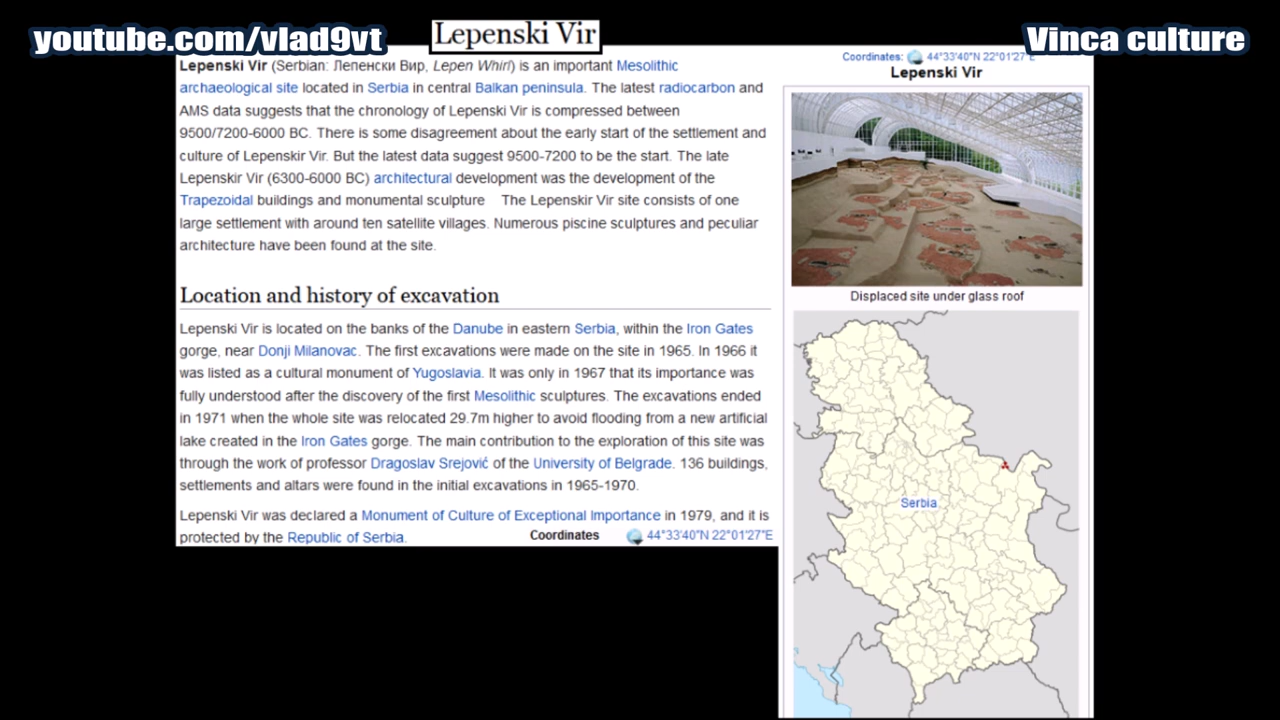 youtube.com/vlad9vt
Lepenski Vir
Vinca culture
Lepenski Vir (Serbian: Лепенски Вир, Lepen Whirl) is an important Mesolithic
archaeological site located in Serbia in central Balkan peninsula. The latest radiocarbon and
AMS data suggests that the chronology of Lepenski Vir is compressed between
9500/7200-6000 BC. There is some disagreement about the early start of the settlement and
culture of Lepenskir Vir. But the latest data suggest 9500-7200 to be the start. The late
Lepenskir Vir (6300-6000 BC) architectural development was the development of the
Trapezoidal buildings and monumental sculpture The Lepenskir Vir site consists of one
large settlement with around ten satellite villages. Numerous piscine sculptures and peculiar
architecture have been found at the site.
Location and history of excavation
Lepenski Vir is located on the banks of the Danube in eastern Serbia, within the Iron Gates
gorge, near Donji Milanovac. The first excavations were made on the site in 1965. In 1966 it
was listed as a cultural monument of Yugoslavia. It was only in 1967 that its importance was
fully understood after the discovery of the first Mesolithic sculptures. The excavations ended
in 1971 when the whole site was relocated 29.7m higher to avoid flooding from a new artificial
lake created in the Iron Gates gorge. The main contribution to the exploration of this site was
through the work of professor Dragoslav Srejović of the University of Belgrade. 136 buildings,
settlements and altars were found in the initial excavations in 1965-1970.
Lepenski Vir was declared a Monument of Culture of Exceptional Importance in 1979, and it is
protected by the Republic of Serbia.
Coordinates 44°33′40″N 22°01′27″E
Coordinates: 44°33′40″N 22°01′27″E
Lepenski Vir
Displaced site under glass roof
Serbia